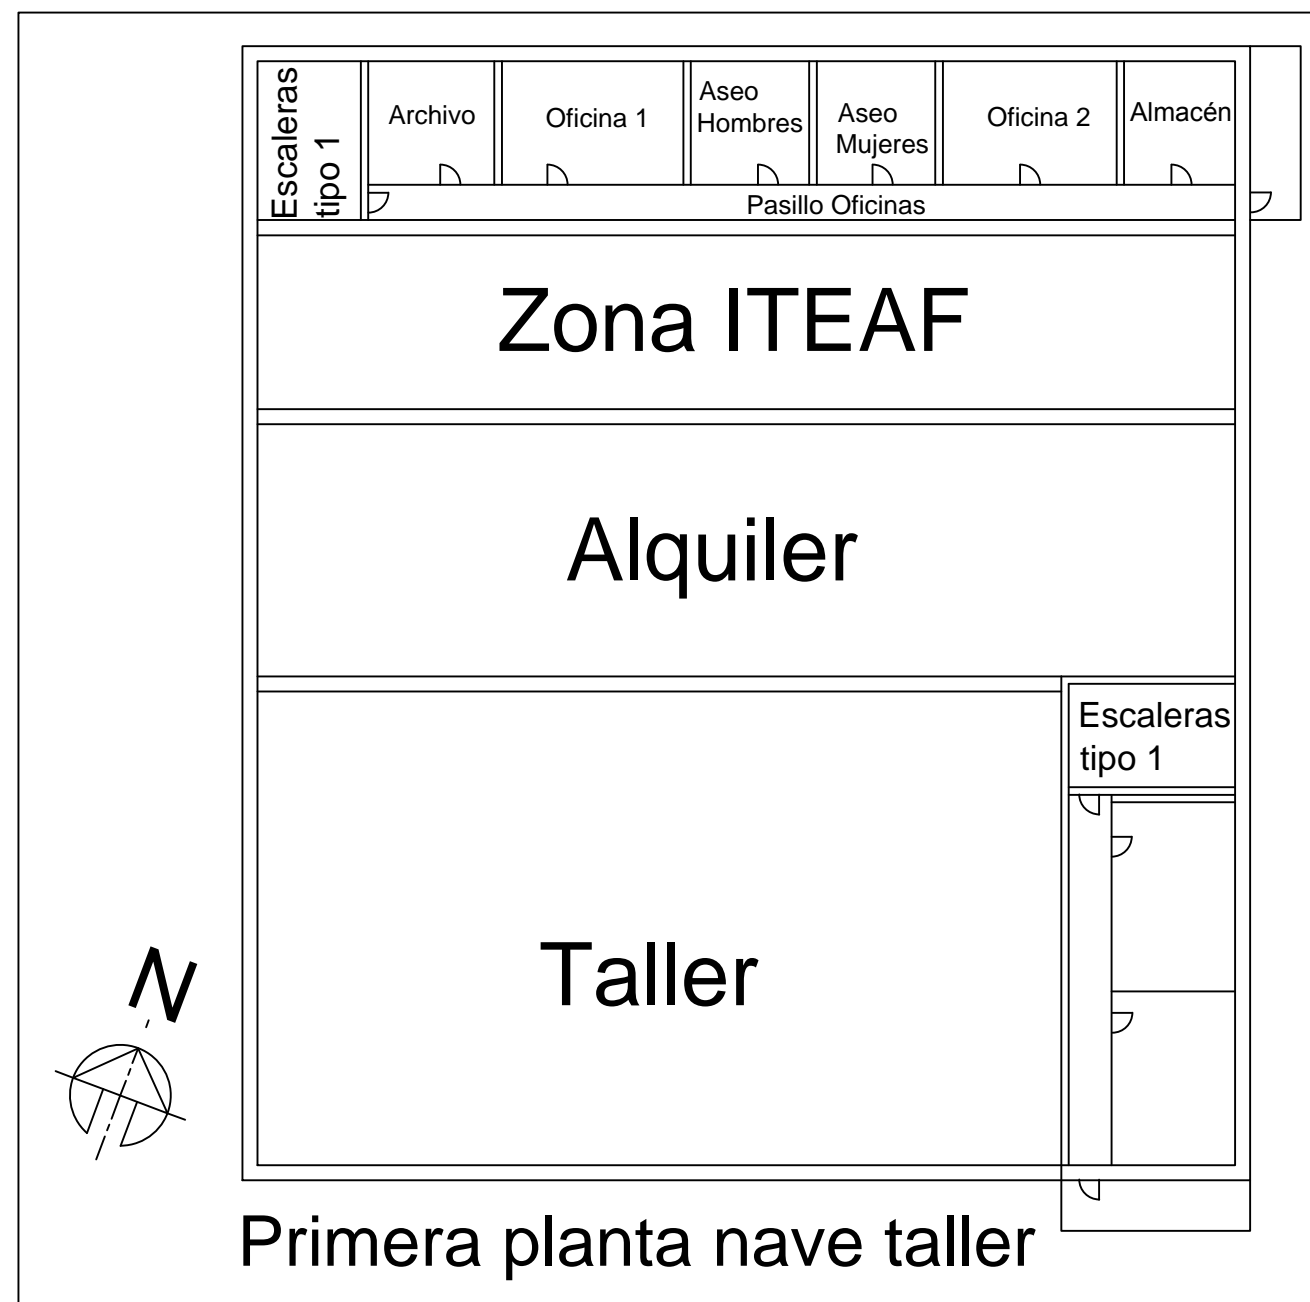 Escaleras
tipo 1
Archivo
Oficina 1
Aseo
Hombres
Aseo
Mujeres
Oficina 2
Almacén
Pasillo Oficinas
Zona ITEAF
Alquiler
Escaleras
tipo 1
Taller
N
Primera planta nave taller